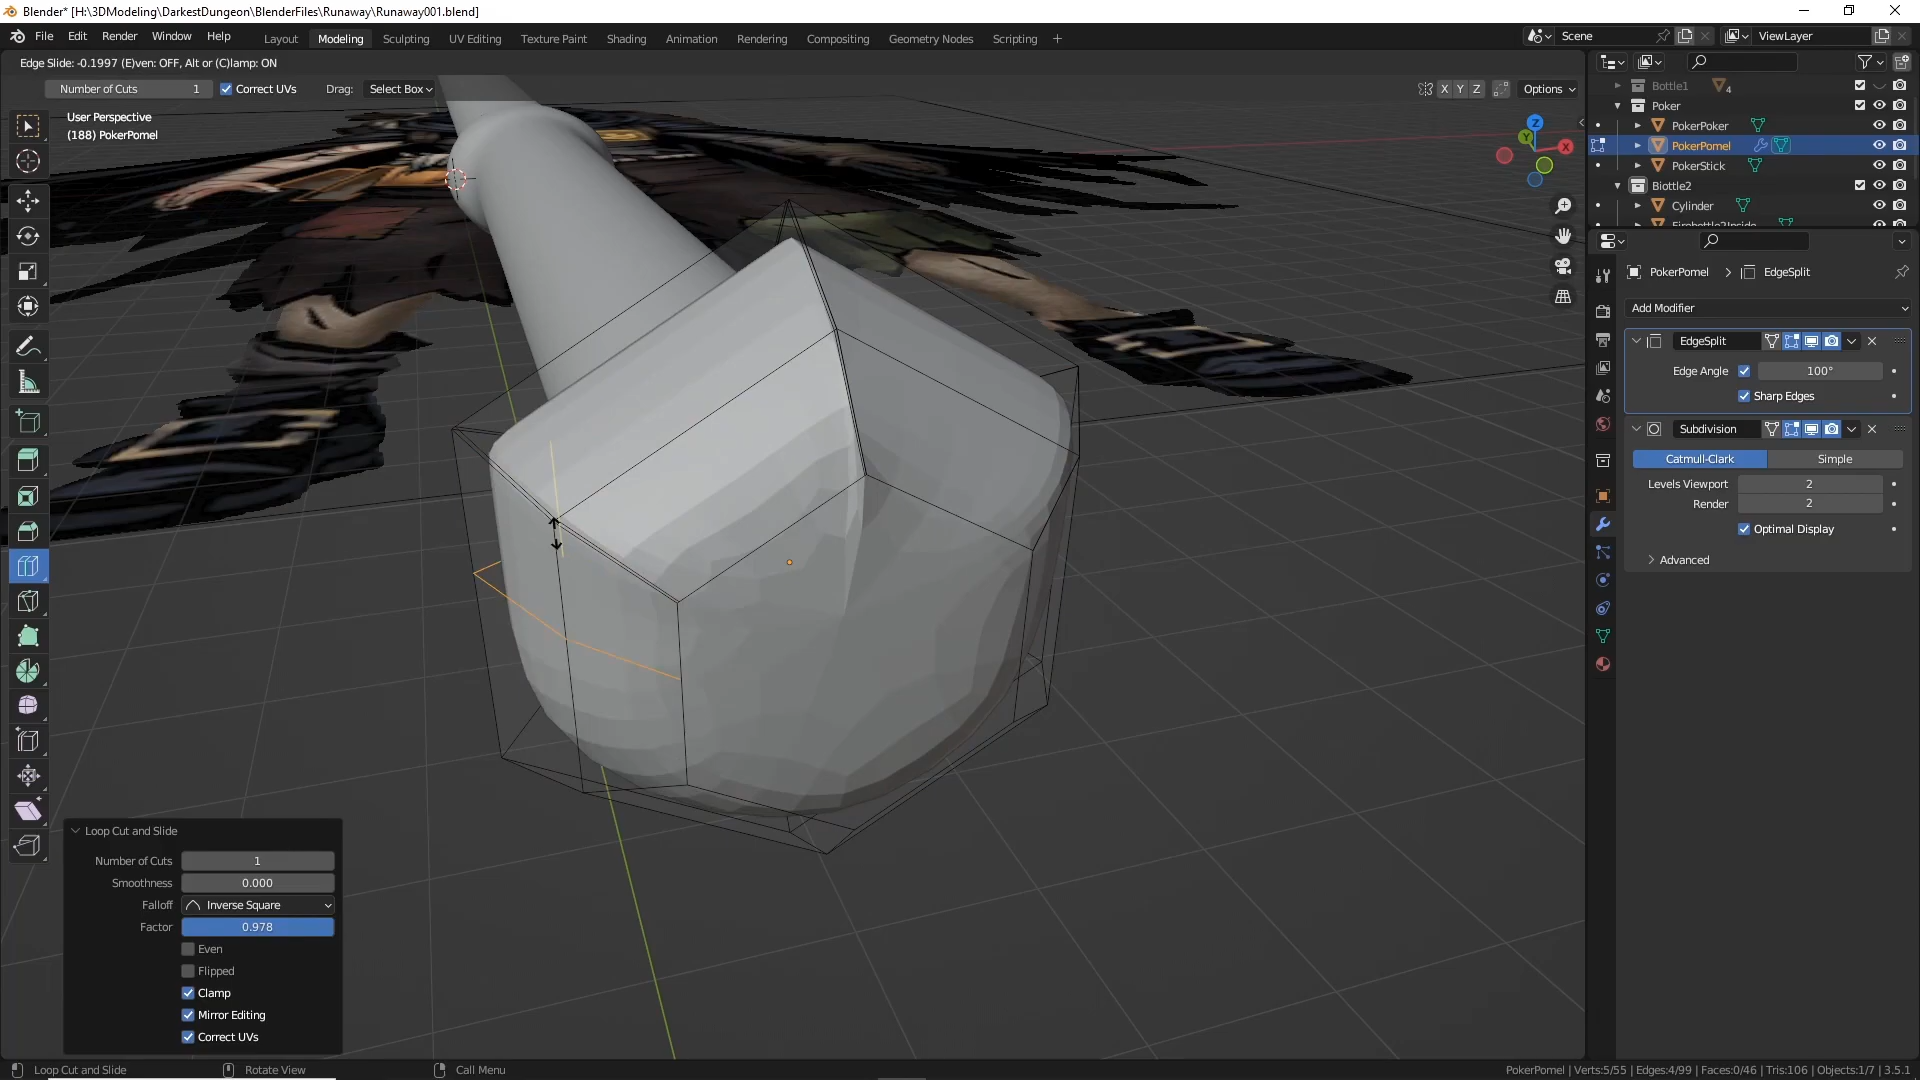 Blender* [H:\3DModeling\DarkestDungeon\BlenderFiles\Runaway\Runaway001.blend]
File Edit Render Window Help
Layout Modeling Sculpting UV Editing Texture Paint Shading Animation Rendering Compositing Geometry Nodes Scripting +
Scene
ViewLayer
Edge Slide: -0.1997 (E)ven: OFF, Alt or (C)lamp: ON
Number of Cuts 1
Correct UVs
Drag: Select Box
X Y Z
Options
User Perspective
(188) PokerPomel
Z
Y
X
Bottle1
4
Poker
PokerPoker
PokerPomel
PokerStick
Biottle2
Cylinder
PokerPomel > EdgeSplit
Add Modifier
EdgeSplit
Edge Angle 100°
Sharp Edges
Subdivision
Catmull-Clark Simple
Levels Viewport 2
Render 2
Optimal Display
Advanced
Loop Cut and Slide
Number of Cuts 1
Smoothness 0.000
Falloff Inverse Square
Factor 0.978
Even
Flipped
Clamp
Mirror Editing
Correct UVs
Loop Cut and Slide
Rotate View
Call Menu
PokerPomel | Verts:5/55 | Edges:4/99 | Faces:0/46 | Tris:106 | Objects:1/7 | 3.5.1